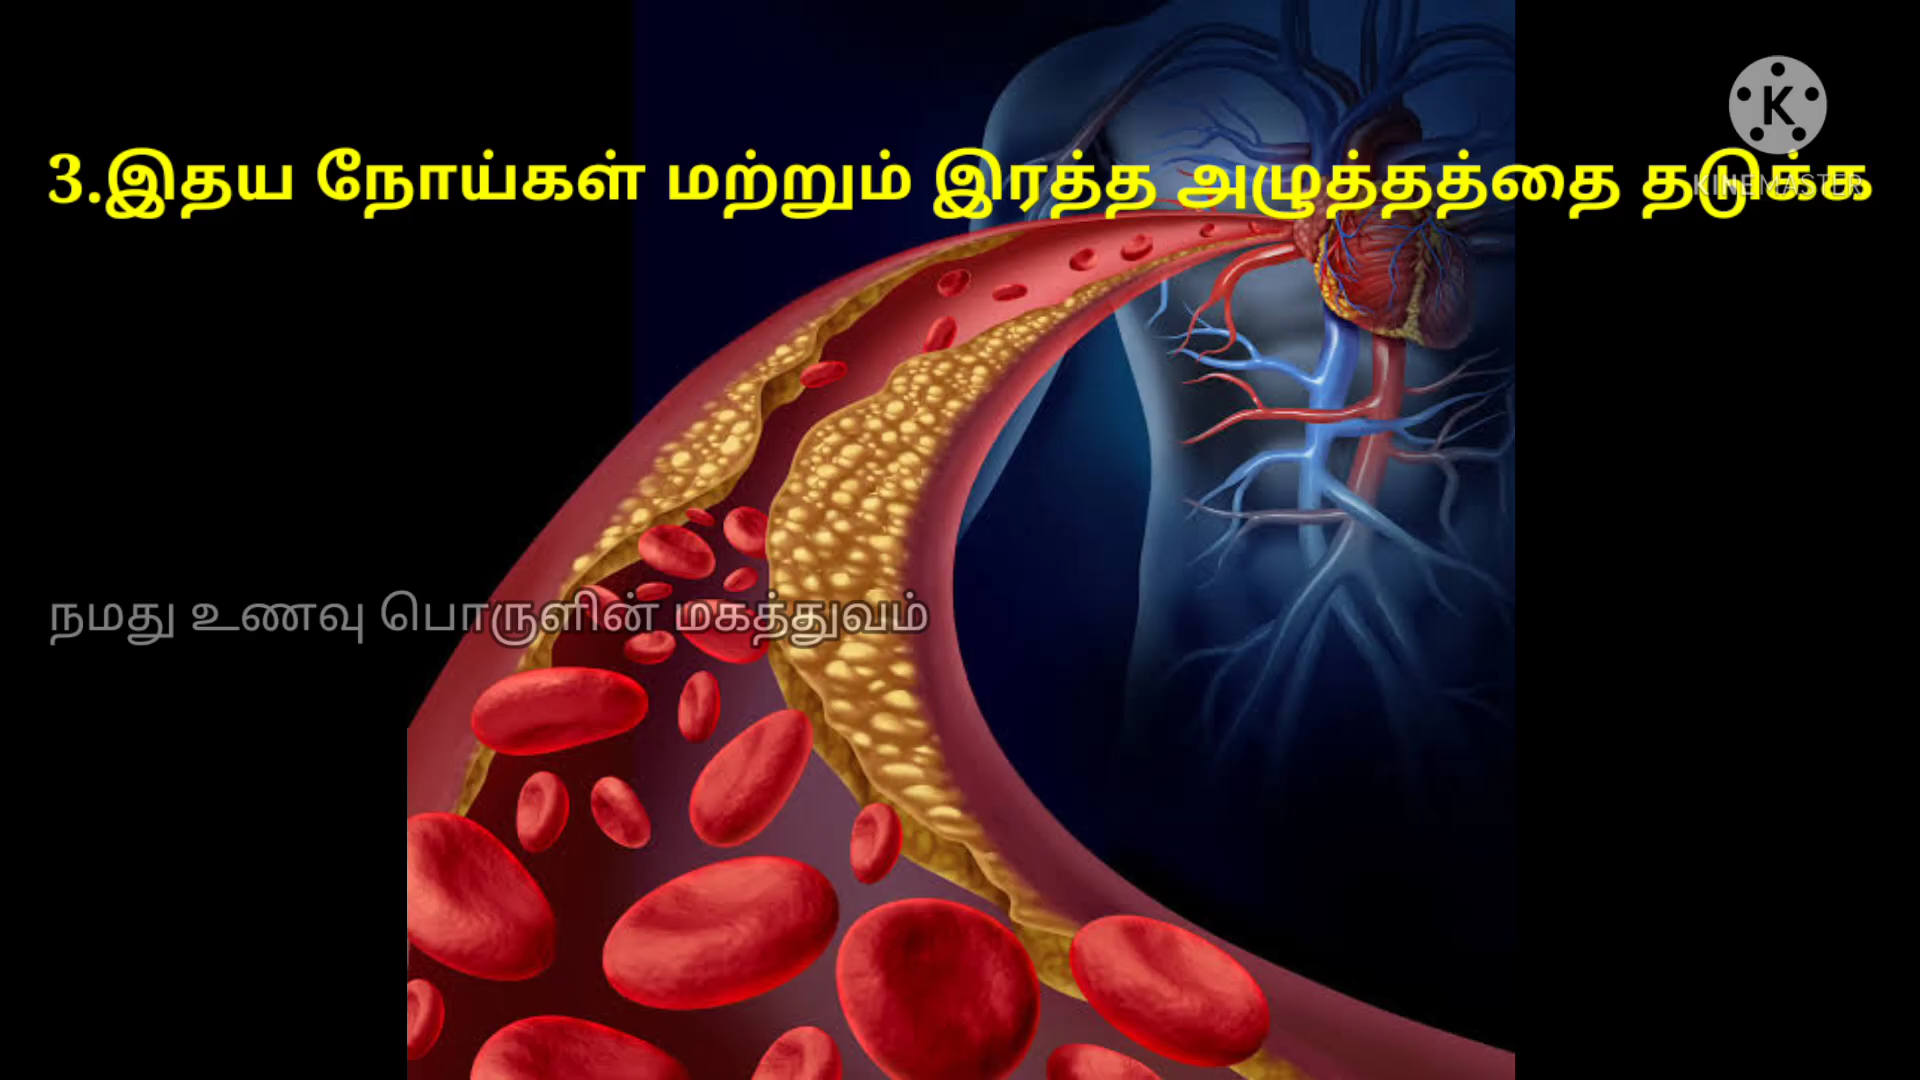 3.இதய நோய்கள் மற்றும் இரத்த அழுத்தத்தை தடுக்க
K
KINEMASTER
நமது உணவு பொருளின் மகத்துவம்